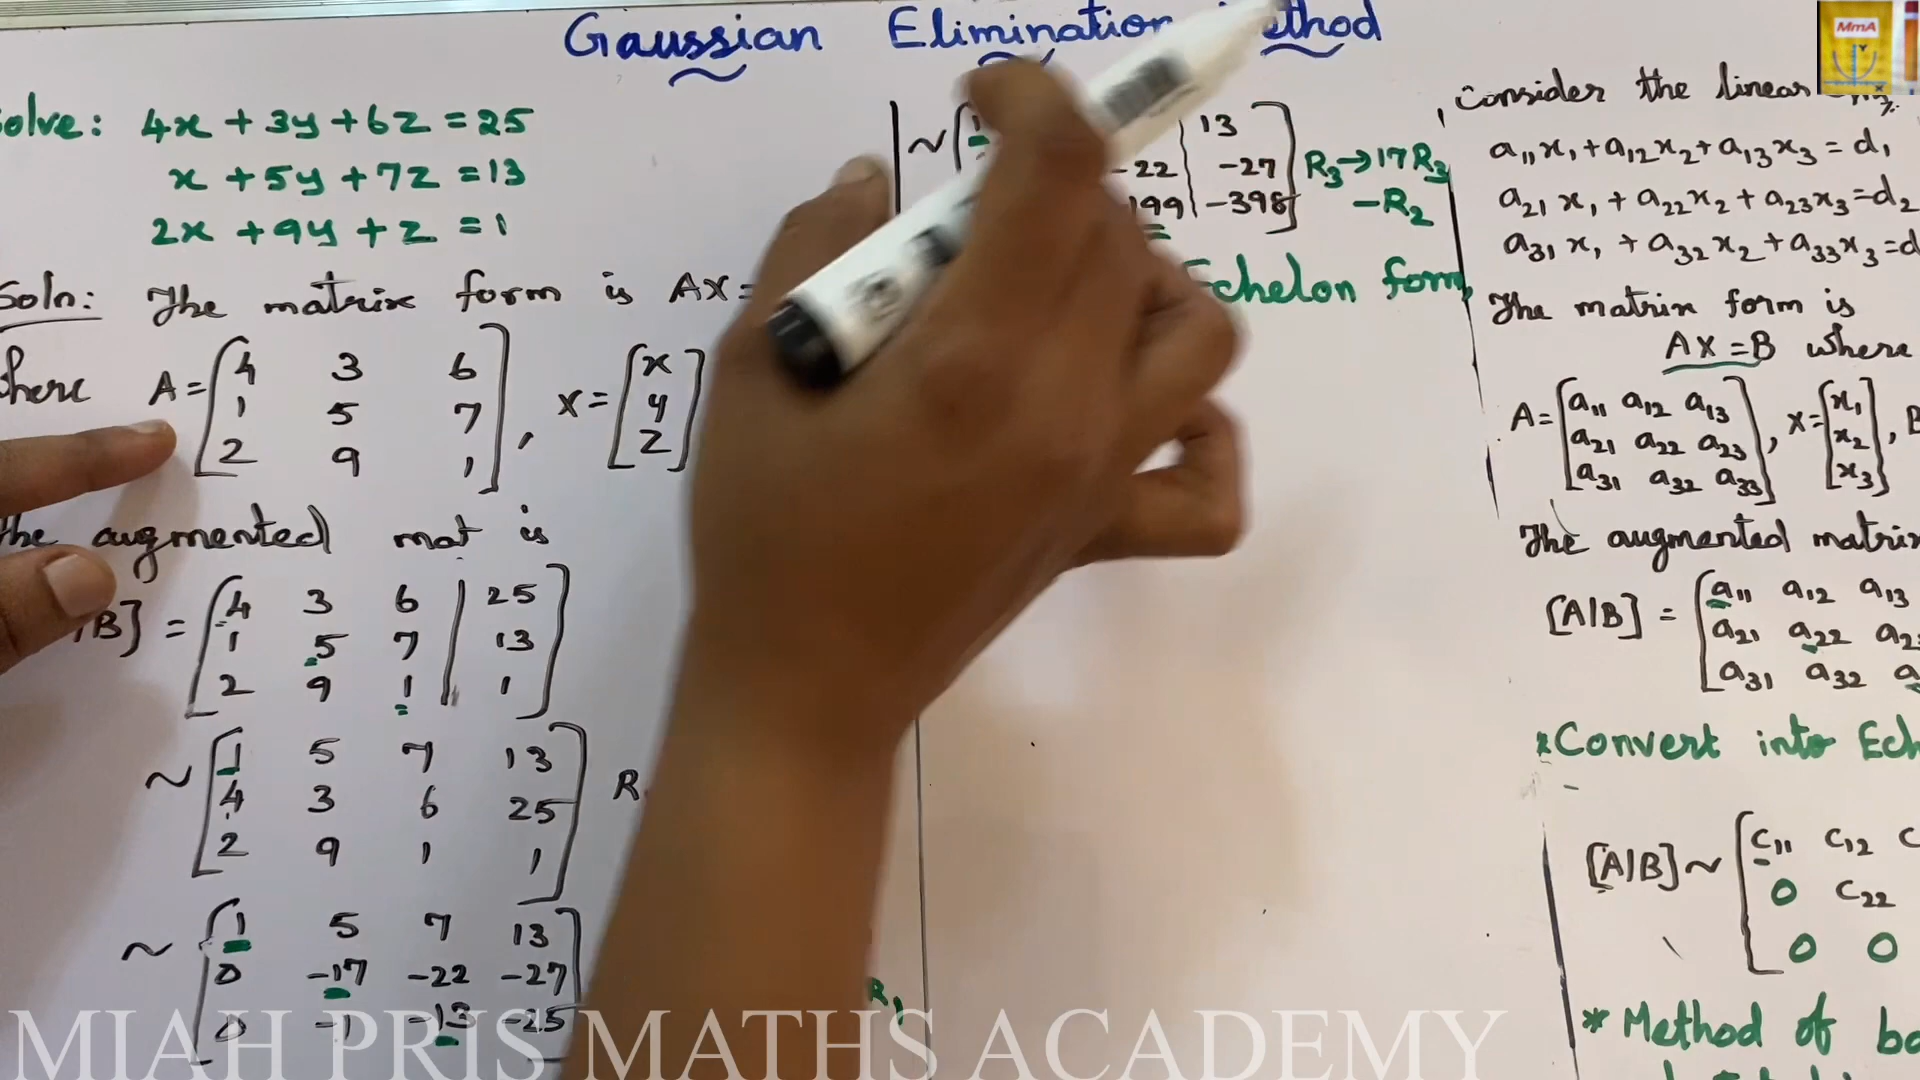 Gaussian Elimination
olve: 4x + 3y + 6z = 25
x + 5y + 7z = 13
2x + 9y + z = 1
Soln: The matrix form is AX =
here A = [4 3 6
1 5 7
2 9 1], X = [x
y
z]
The augmented mat is
B] = [4 3 6 | 25
1 5 7 | 13
2 9 1 | 1]
~ [1 5 7 13
4 3 6 25
2 9 1 1] R
~ [1 5 7 13
0 -17 -22 -27
0 -1 -13 -25] R₁
~ [1 | 13
-22 | -27
199 | -398] R₃→17R₃
-R₂
Echelon form
Consider the linear
a₁₁x₁ + a₁₂x₂ + a₁₃x₃ = d₁
a₂₁x₁ + a₂₂x₂ + a₂₃x₃ = d₂
a₃₁x₁ + a₃₂x₂ + a₃₃x₃ = d
The matrix form is
AX = B where
A = [a₁₁ a₁₂ a₁₃
a₂₁ a₂₂ a₂₃
a₃₁ a₃₂ a₃₃], X = [x₁
x₂
x₃], B
The augmented matrix
[A|B] = [a₁₁ a₁₂ a₁₃
a₂₁ a₂₂ a₂
a₃₁ a₃₂ a
*Convert into Ech
[A|B] ~ [c₁₁ c₁₂ c
0 c₂₂
0 0
* Method of ba
MmA
MIAH PRIS MATHS ACADEMY